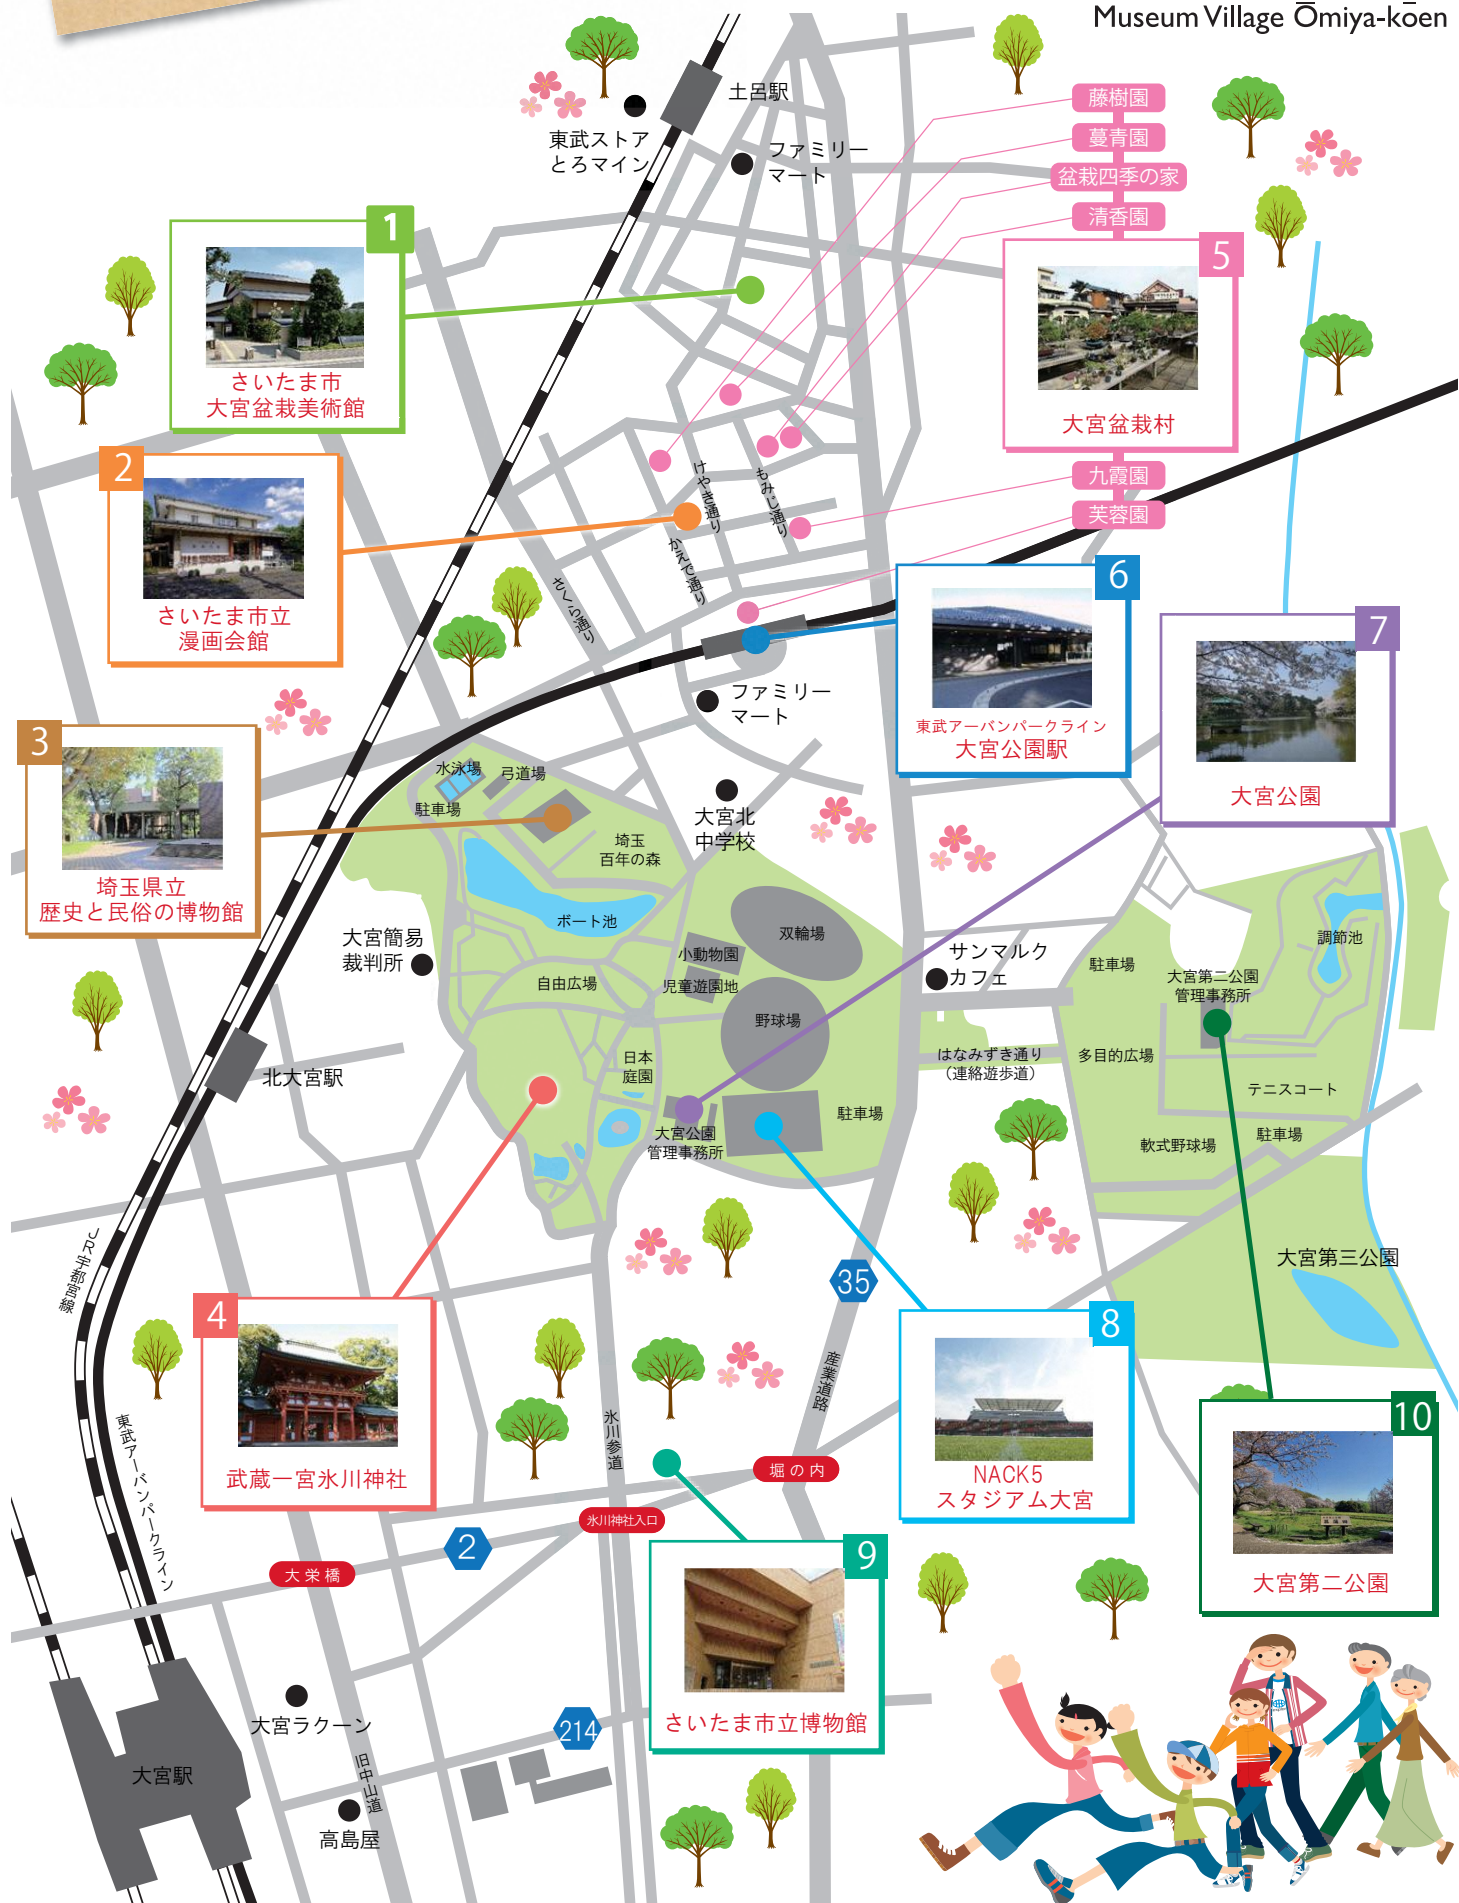 Museum Village Ōmiya-kōen
土呂駅
東武ストア
とろマイン
ファミリー
マート
藤樹園
蔓青園
盆栽四季の家
清香園
1
さいたま市
大宮盆栽美術館
5
大宮盆栽村
九霞園
芙蓉園
2
さいたま市立
漫画会館
けやき通り
もみじ通り
かえで通り
さくら通り
6
東武アーバンパークライン
大宮公園駅
7
大宮公園
ファミリー
マート
3
埼玉県立
歴史と民俗の博物館
水泳場
弓道場
駐車場
大宮北
中学校
埼玉
百年の森
ボート池
双輪場
小動物園
児童遊園地
自由広場
野球場
大宮簡易
裁判所
サンマルク
カフェ
駐車場
調節池
大宮第二公園
管理事務所
はなみずき通り
（連絡遊歩道）
多目的広場
テニスコート
軟式野球場
駐車場
北大宮駅
日本
庭園
大宮公園
管理事務所
駐車場
JR宇都宮線
35
大宮第三公園
4
武蔵一宮氷川神社
8
NACK5
スタジアム大宮
産業道路
氷川参道
東武アーバンパークライン
堀の内
氷川神社入口
2
大栄橋
9
さいたま市立博物館
10
大宮第二公園
大宮ラクーン
214
旧中山道
大宮駅
高島屋